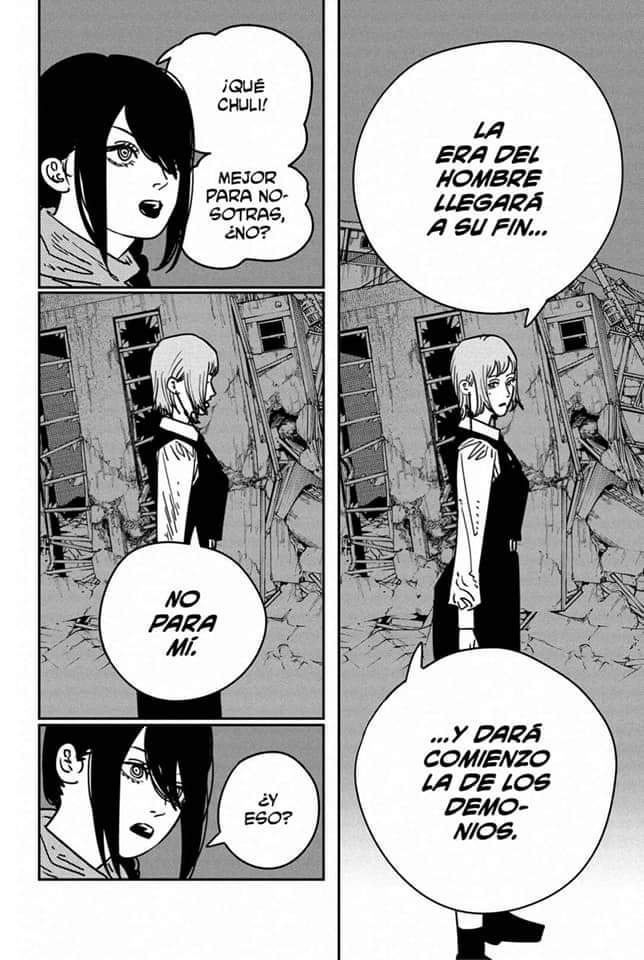 LA
ERA DEL
HOMBRE
LLEGARÁ
A SU FIN...
...Y DARÁ
COMIENZO
LA DE LOS
DEMO-
NIOS.
¡QUÉ
CHULI!
MEJOR
PARA NO-
SOTRAS,
¿NO?
NO
PARA
MÍ.
¿Y
ESO?